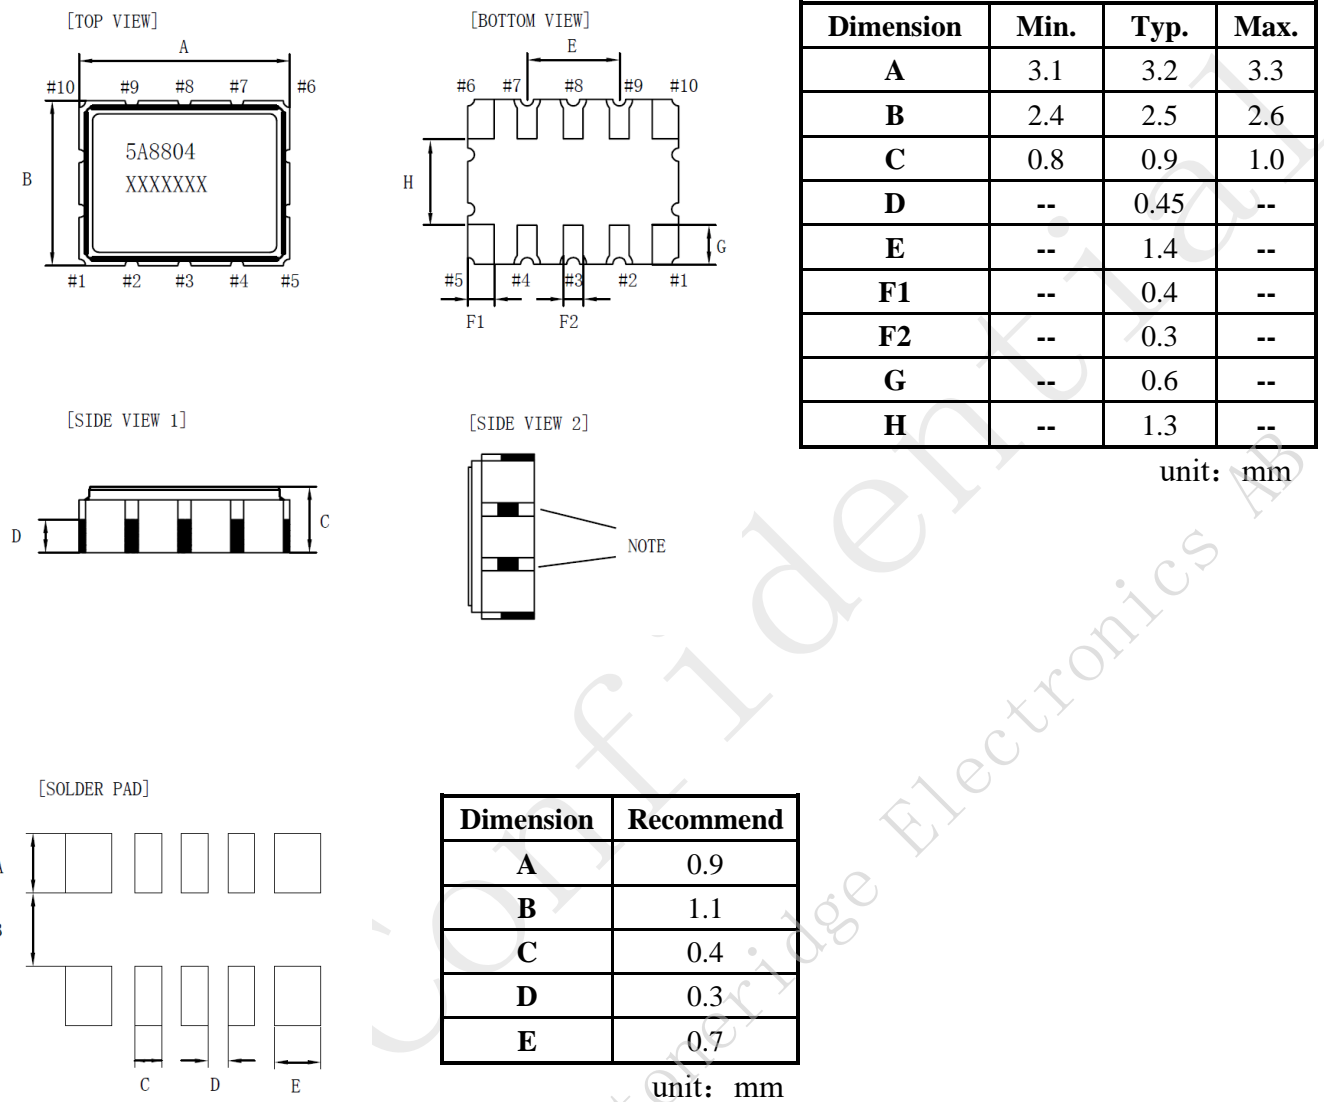 [TOP VIEW]
A
#10 #9 #8 #7 #6
B
5A8804
XXXXXXX
#1 #2 #3 #4 #5
[BOTTOM VIEW]
E
#6 #7 #8 #9 #10
H
G
#5 #4 #3 #2 #1
F1 F2
Dimension Min. Typ. Max.
A 3.1 3.2 3.3
B 2.4 2.5 2.6
C 0.8 0.9 1.0
D -- 0.45 --
E -- 1.4 --
F1 -- 0.4 --
F2 -- 0.3 --
G -- 0.6 --
H -- 1.3 --
unit: mm
[SIDE VIEW 1]
D
C
[SIDE VIEW 2]
NOTE
[SOLDER PAD]
A
B
C D E
Dimension Recommend
A 0.9
B 1.1
C 0.4
D 0.3
E 0.7
unit: mm
Confidential
toneridge Electronics AB